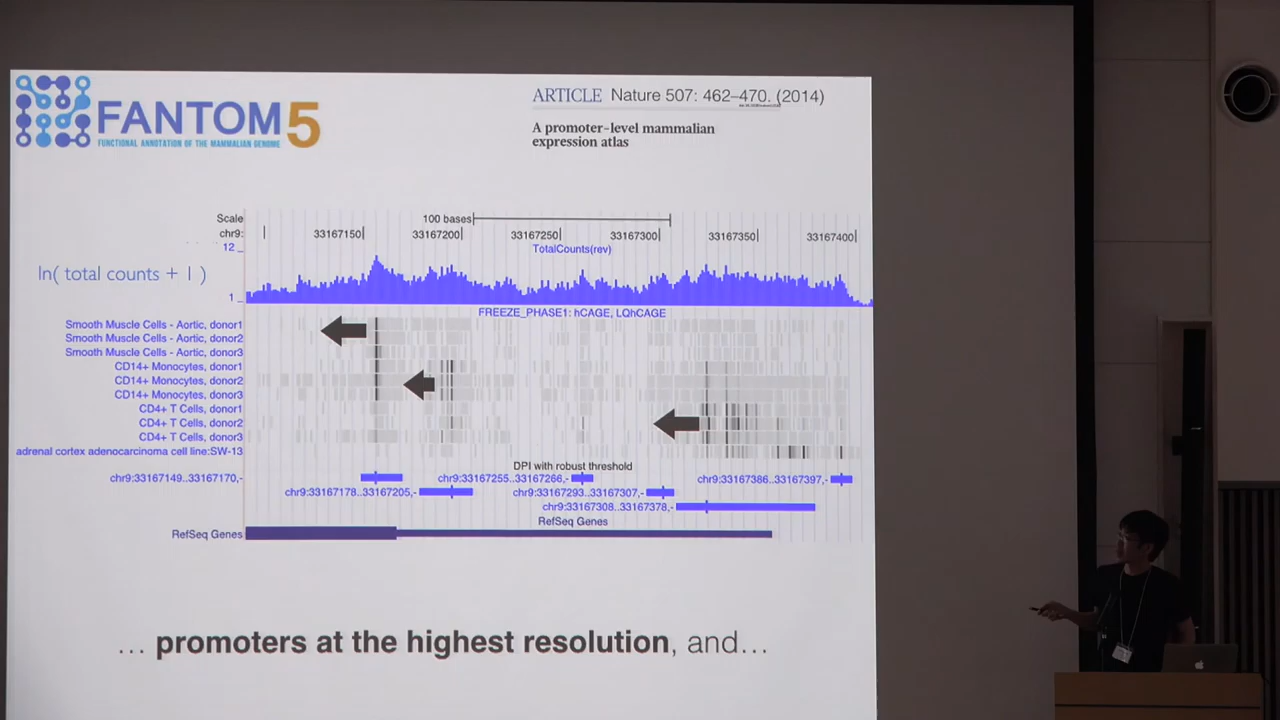 FANTOM5
FUNCTIONAL ANNOTATION OF THE MAMMALIAN GENOME
ARTICLE Nature 507: 462–470. (2014)
A promoter-level mammalian
expression atlas
Scale 100 bases
chr9: 33167150 33167200 33167250 33167300 33167350 33167400
12 TotalCounts(rev)
ln( total counts + 1 )
1
FREEZE_PHASE1: hCAGE, LQhCAGE
Smooth Muscle Cells - Aortic, donor1
Smooth Muscle Cells - Aortic, donor2
Smooth Muscle Cells - Aortic, donor3
CD14+ Monocytes, donor1
CD14+ Monocytes, donor2
CD14+ Monocytes, donor3
CD4+ T Cells, donor1
CD4+ T Cells, donor2
CD4+ T Cells, donor3
adrenal cortex adenocarcinoma cell line:SW-13
DPI with robust threshold
chr9:33167149..33167170,- chr9:33167255..33167266,- chr9:33167386..33167397,-
chr9:33167178..33167205,- chr9:33167293..33167307,-
chr9:33167308..33167378,-
RefSeq Genes
RefSeq Genes
... promoters at the highest resolution, and...